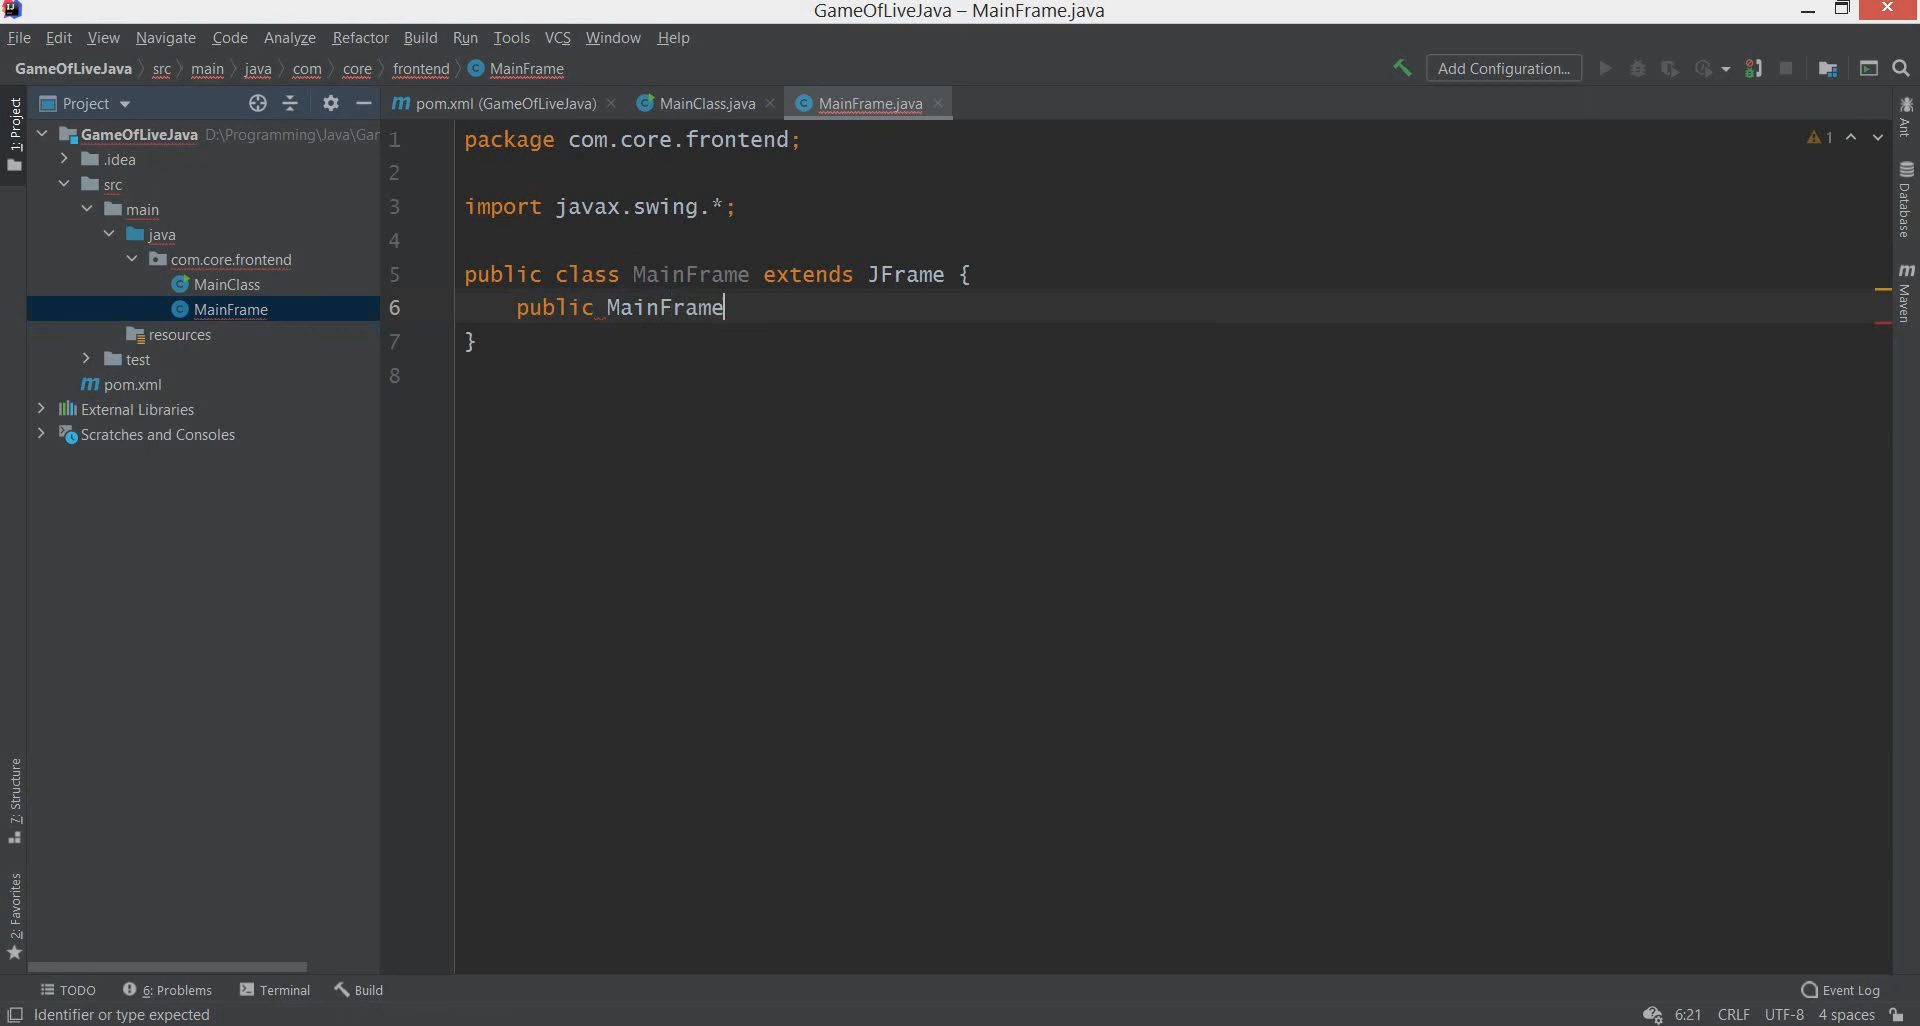 GameOfLiveJava – MainFrame.java
File Edit View Navigate Code Analyze Refactor Build Run Tools VCS Window Help
GameOfLiveJava src main java com core frontend MainFrame
Add Configuration...
Project
pom.xml (GameOfLiveJava) MainClass.java MainFrame.java
1: Project
GameOfLiveJava D:\Programming\Java\Gar
.idea
src
main
java
com.core.frontend
MainClass
MainFrame
resources
test
pom.xml
External Libraries
Scratches and Consoles
7: Structure
2: Favorites
1 package com.core.frontend;
2
3 import javax.swing.*;
4
5 public class MainFrame extends JFrame {
6 public MainFrame
7 }
8
1
Ant
Database
Maven
TODO 6: Problems Terminal Build Event Log
Identifier or type expected 6:21 CRLF UTF-8 4 spaces